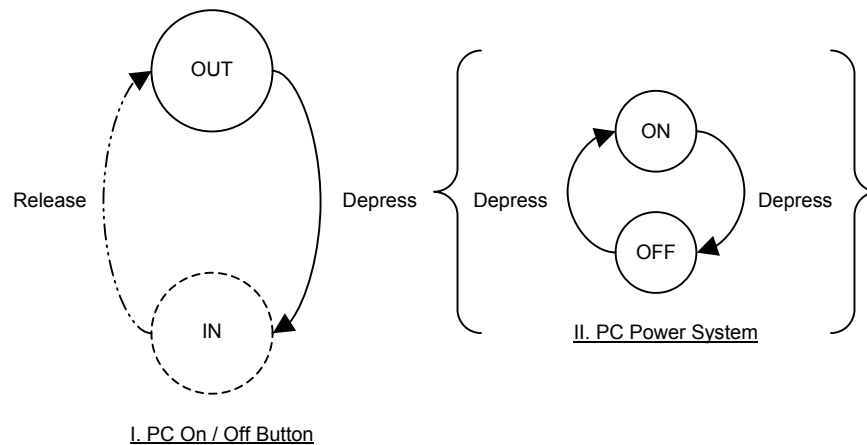 OUT
Release
Depress
IN
I. PC On / Off Button
ON
Depress
Depress
OFF
II. PC Power System